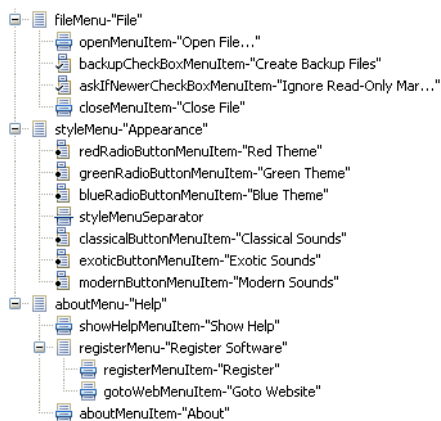 fileMenu-"File"
openMenuItem-"Open File..."
backupCheckBoxMenuItem-"Create Backup Files"
askIfNewerCheckBoxMenuItem-"Ignore Read-Only Mar..."
closeMenuItem-"Close File"
styleMenu-"Appearance"
redRadioButtonMenuItem-"Red Theme"
greenRadioButtonMenuItem-"Green Theme"
blueRadioButtonMenuItem-"Blue Theme"
styleMenuSeparator
classicalButtonMenuItem-"Classical Sounds"
exoticButtonMenuItem-"Exotic Sounds"
modernButtonMenuItem-"Modern Sounds"
aboutMenu-"Help"
showHelpMenuItem-"Show Help"
registerMenu-"Register Software"
registerMenuItem-"Register"
gotoWebMenuItem-"Goto Website"
aboutMenuItem-"About"